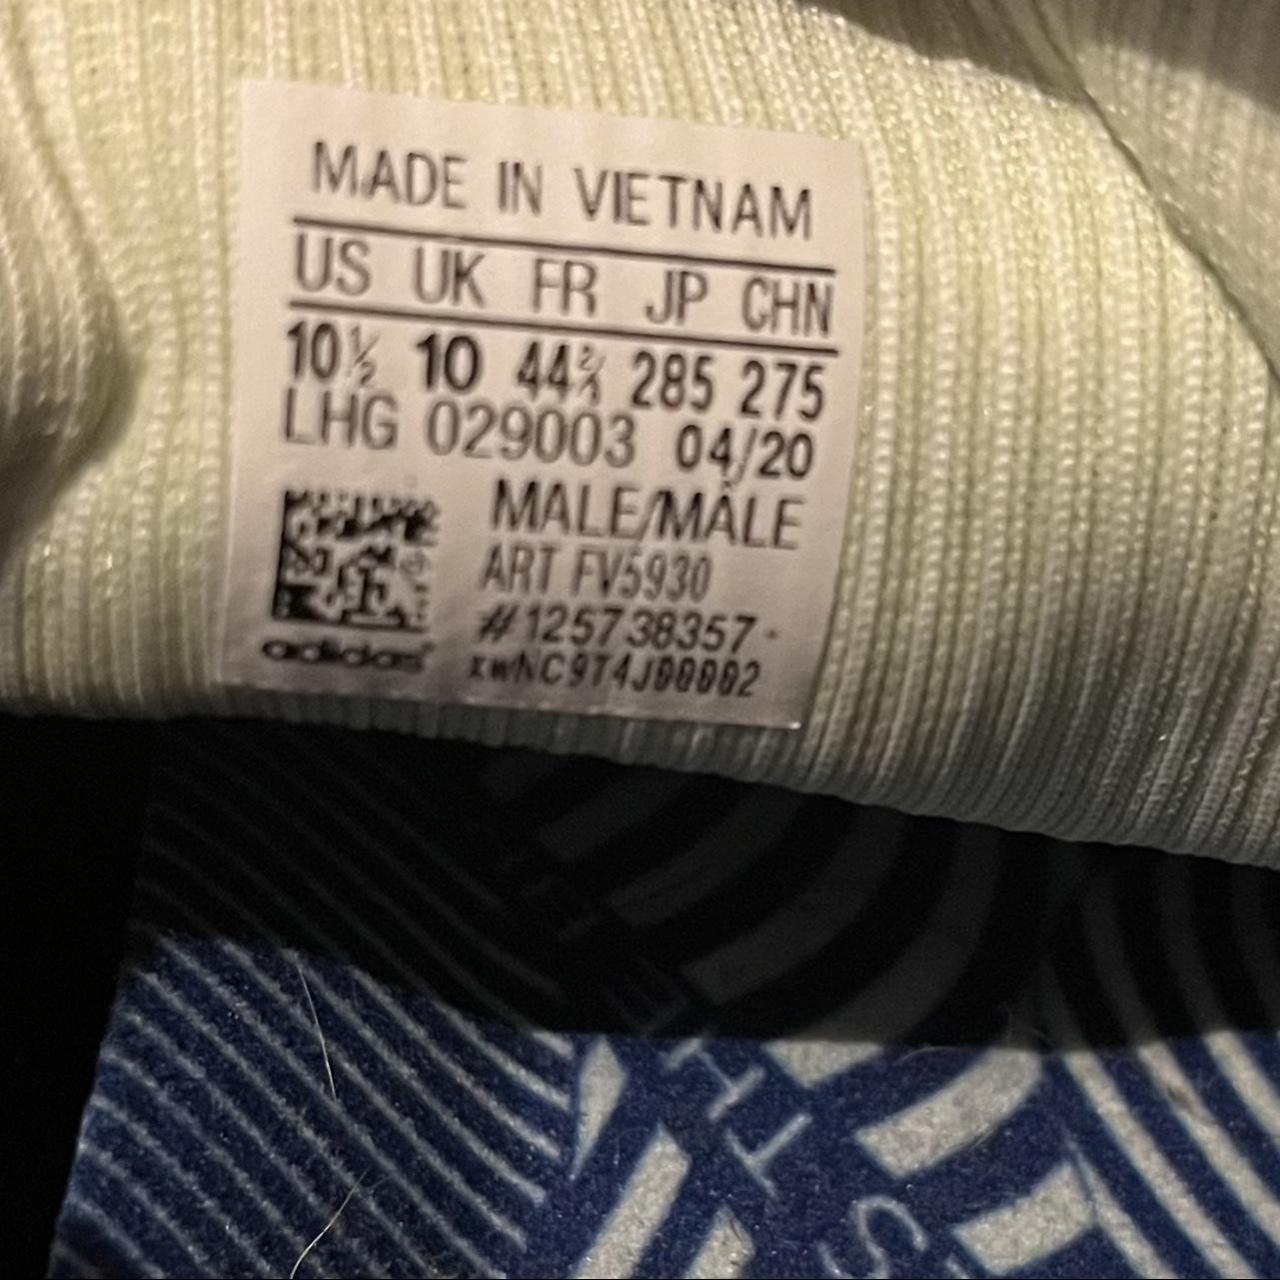 MADE IN VIETNAM
US UK FR JP CHN
10½ 10 44⅔ 285 275
LHG 029003 04/20
MALE/MÂLE
ART FV5930
#125738357
xwNC9T4J00002
adidas